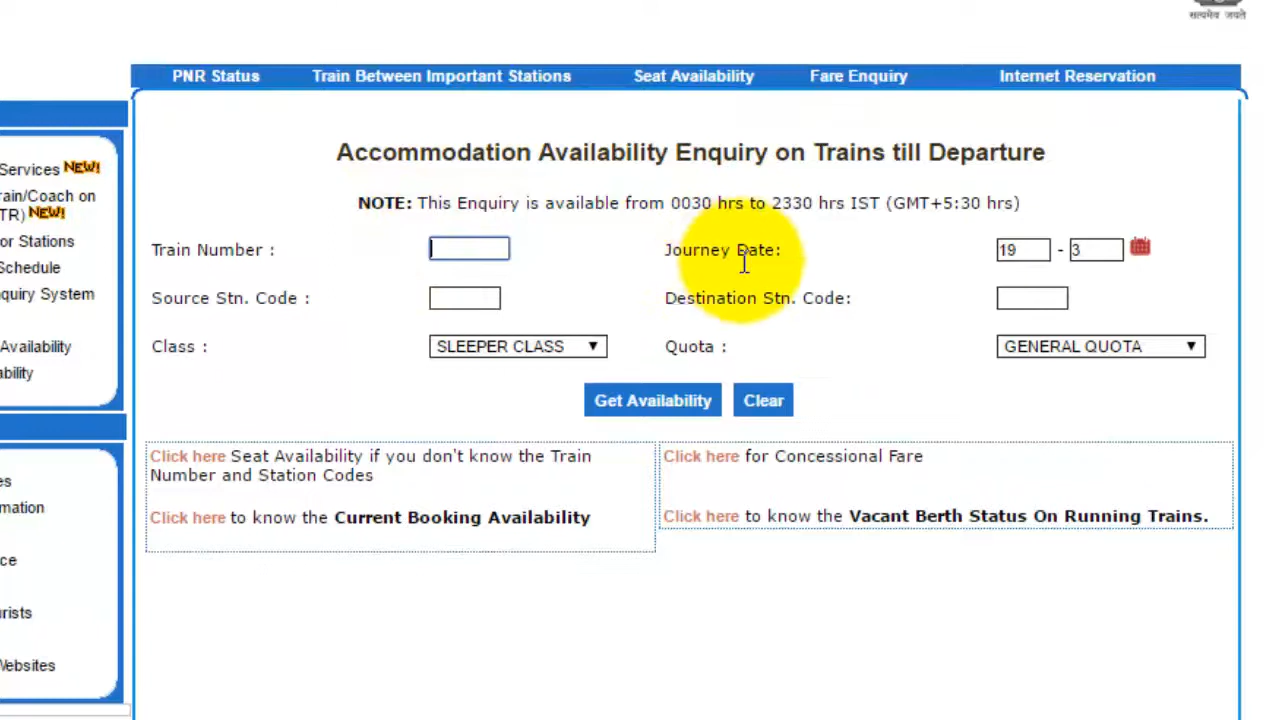 सत्यमेव जयते
PNR Status Train Between Important Stations Seat Availability Fare Enquiry Internet Reservation
Accommodation Availability Enquiry on Trains till Departure
NOTE: This Enquiry is available from 0030 hrs to 2330 hrs IST (GMT+5:30 hrs)
Train Number : Journey Date: 19 - 3
Source Stn. Code : Destination Stn. Code:
Class : SLEEPER CLASS Quota : GENERAL QUOTA
Get Availability Clear
Click here Seat Availability if you don't know the Train
Number and Station Codes
Click here to know the Current Booking Availability
Click here for Concessional Fare
Click here to know the Vacant Berth Status On Running Trains.
Services NEW!
rain/Coach on
TR) NEW!
or Stations
Schedule
quiry System
Availability
ability
es
mation
ce
rists
Websites